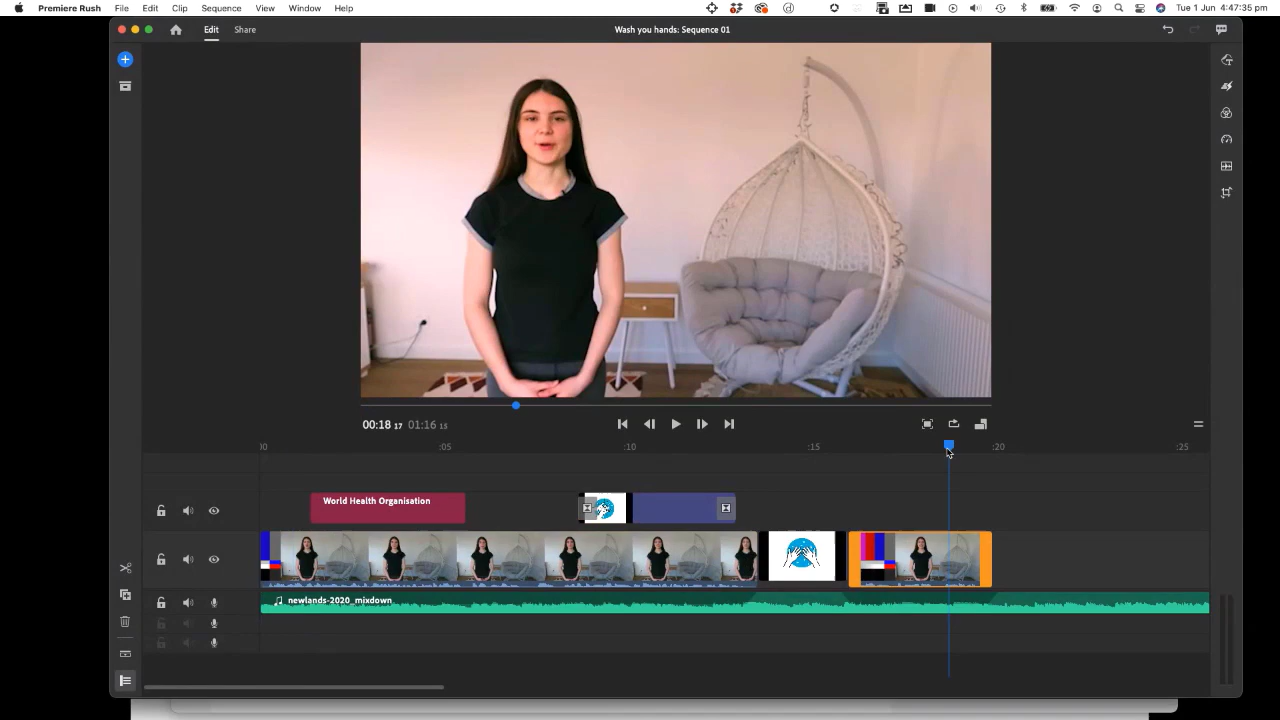 Premiere Rush File Edit Clip Sequence View Window Help Tue 1 Jun 4:47:35 pm
Edit Share Wash you hands: Sequence 01
00:18 17 01:16 15
:00 :05 :10 :15 :20 :25
World Health Organisation
newlands-2020_mixdown